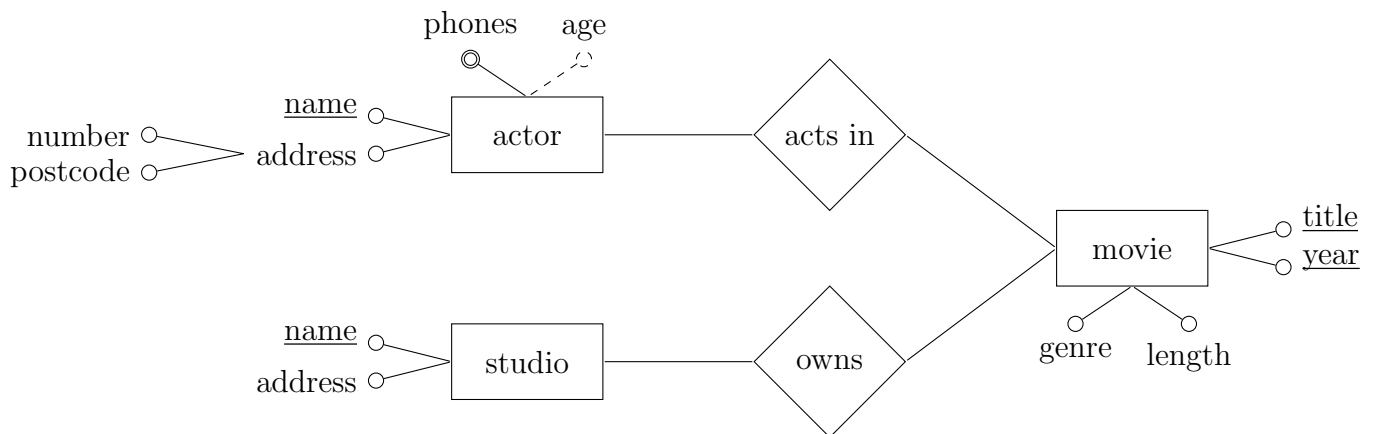 phones age
name
number
address
postcode
actor
acts in
title
year
movie
genre
length
name
address
studio
owns